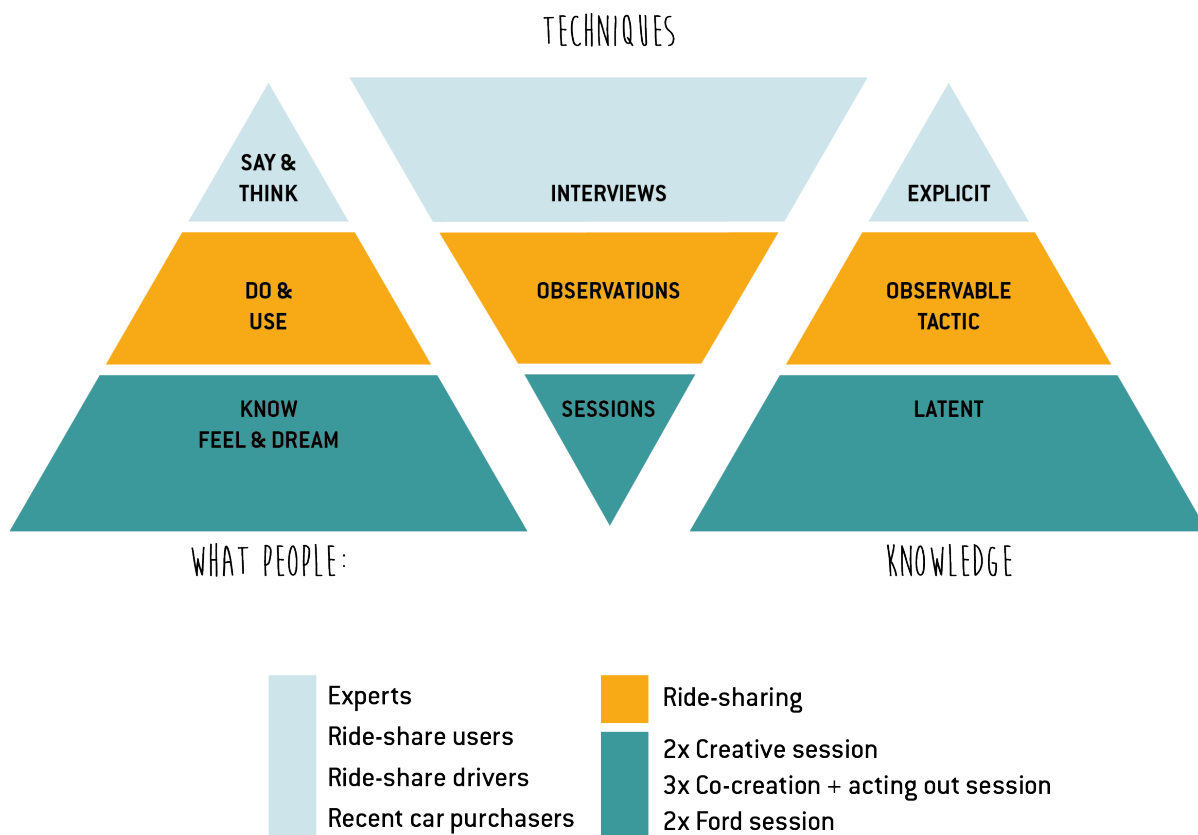 TECHNIQUES
SAY &
THINK
INTERVIEWS
EXPLICIT
DO &
USE
OBSERVATIONS
OBSERVABLE
TACTIC
KNOW
FEEL & DREAM
SESSIONS
LATENT
WHAT PEOPLE:
KNOWLEDGE
Experts
Ride-share users
Ride-share drivers
Recent car purchasers
Ride-sharing
2x Creative session
3x Co-creation + acting out session
2x Ford session